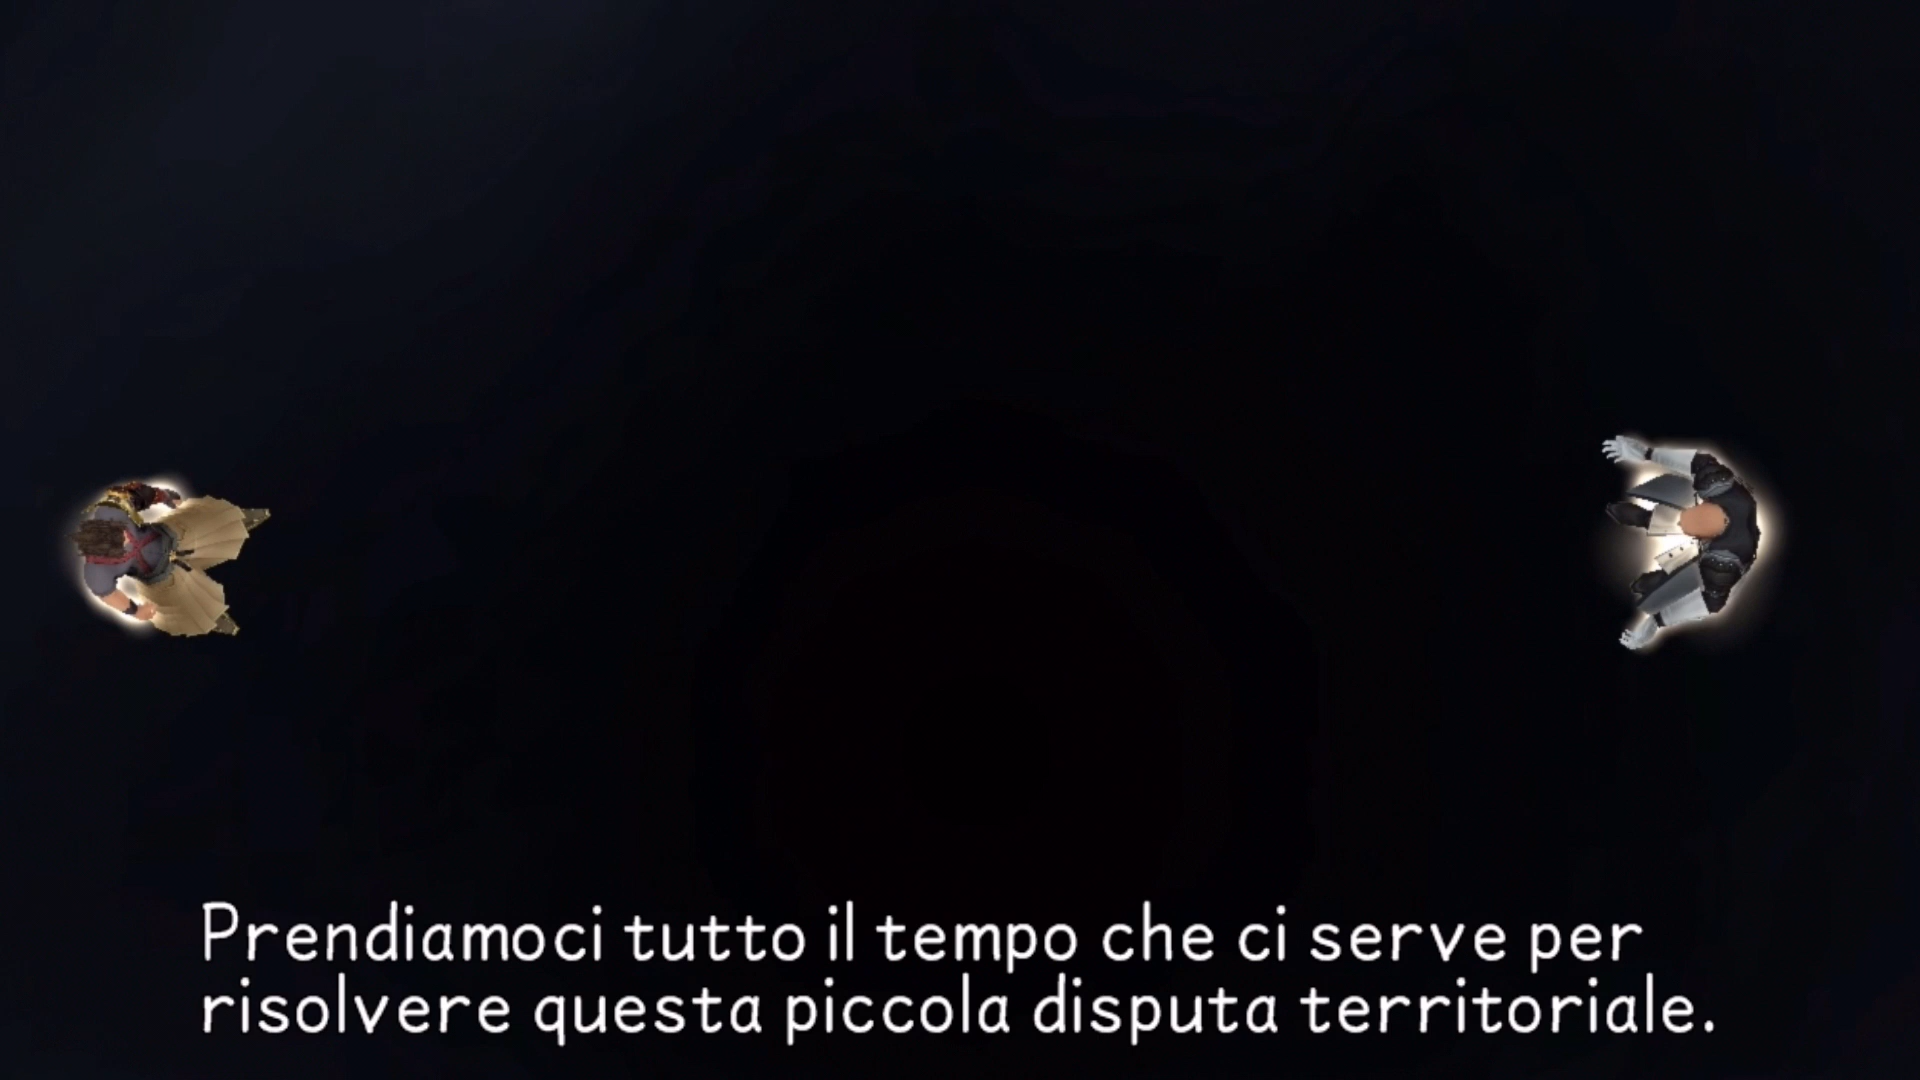 Prendiamoci tutto il tempo che ci serve per
risolvere questa piccola disputa territoriale.